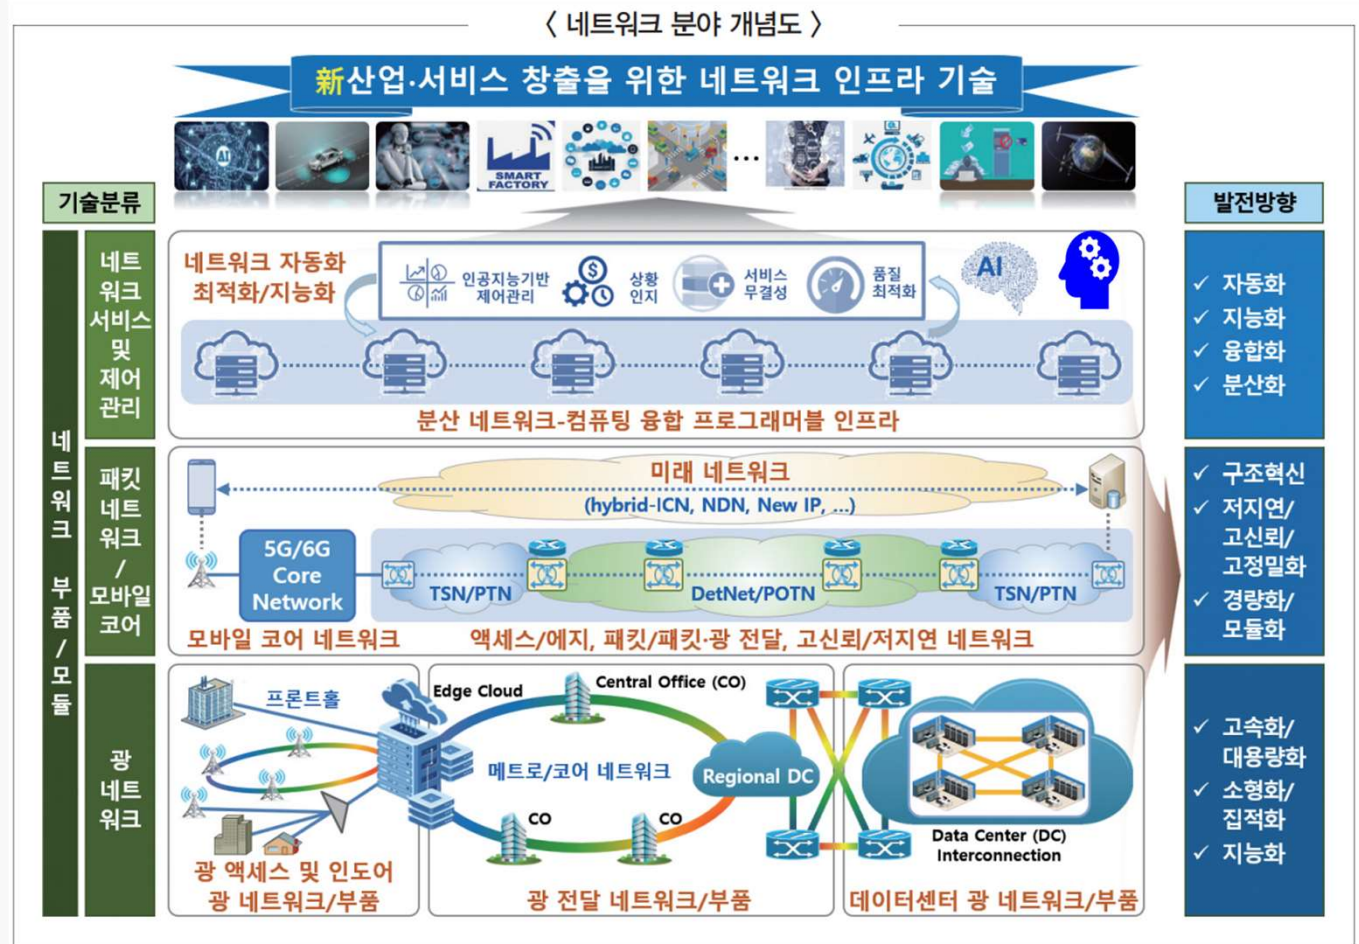 < 네트워크 분야 개념도 >
新산업·서비스 창출을 위한 네트워크 인프라 기술
AI
SMART
FACTORY
...
기술분류
발전방향
네트워크 부품/모듈
네트
워크
서비스
및
제어
관리
네트워크 자동화
최적화/지능화
인공지능기반
제어관리
상황
인지
서비스
무결성
품질
최적화
AI
분산 네트워크-컴퓨팅 융합 프로그래머블 인프라
✓ 자동화
✓ 지능화
✓ 융합화
✓ 분산화
패킷
네트
워크
/
모바일
코어
미래 네트워크
(hybrid-ICN, NDN, New IP, ...)
5G/6G
Core
Network
TSN/PTN
DetNet/POTN
TSN/PTN
모바일 코어 네트워크
액세스/에지, 패킷/패킷·광 전달, 고신뢰/저지연 네트워크
✓ 구조혁신
✓ 저지연/
고신뢰/
고정밀화
✓ 경량화/
모듈화
광
네트
워크
프론트홀
광 액세스 및 인도어
광 네트워크/부품
Edge Cloud
Central Office (CO)
메트로/코어 네트워크
Regional DC
CO
CO
광 전달 네트워크/부품
Data Center (DC)
Interconnection
데이터센터 광 네트워크/부품
✓ 고속화/
대용량화
✓ 소형화/
집적화
✓ 지능화